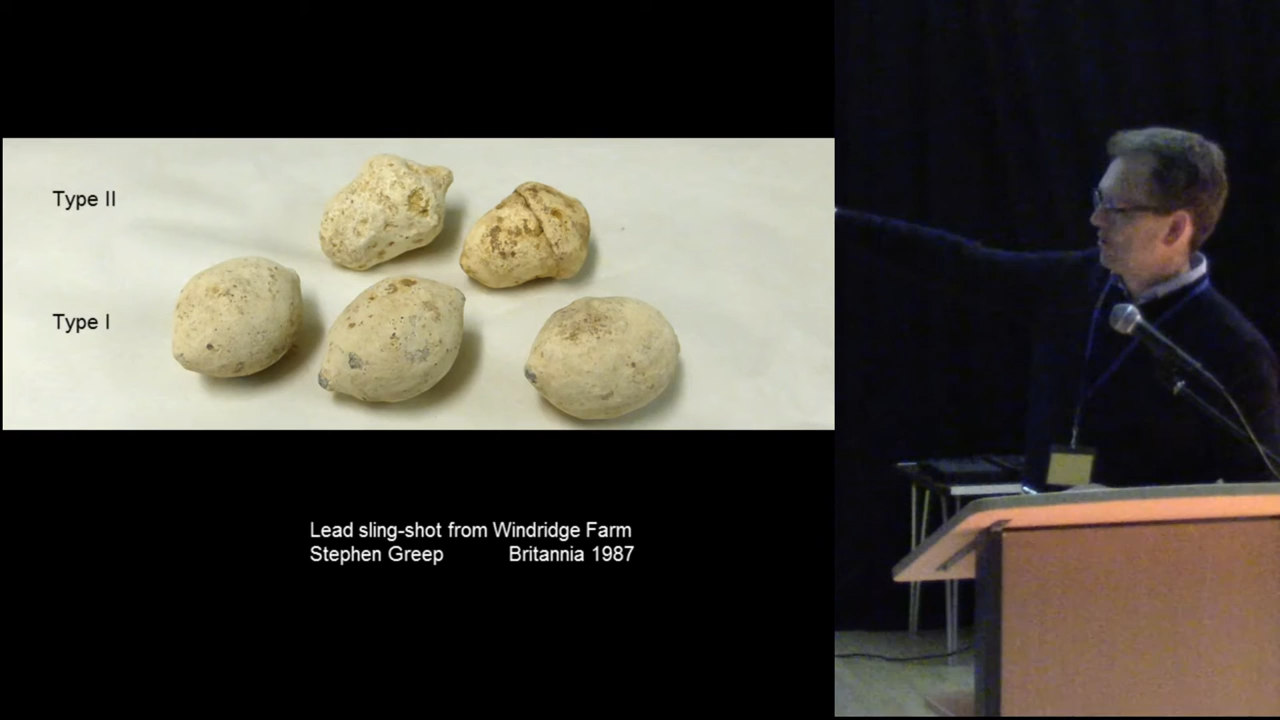 Type II
Type I
Lead sling-shot from Windridge Farm
Stephen Greep Britannia 1987